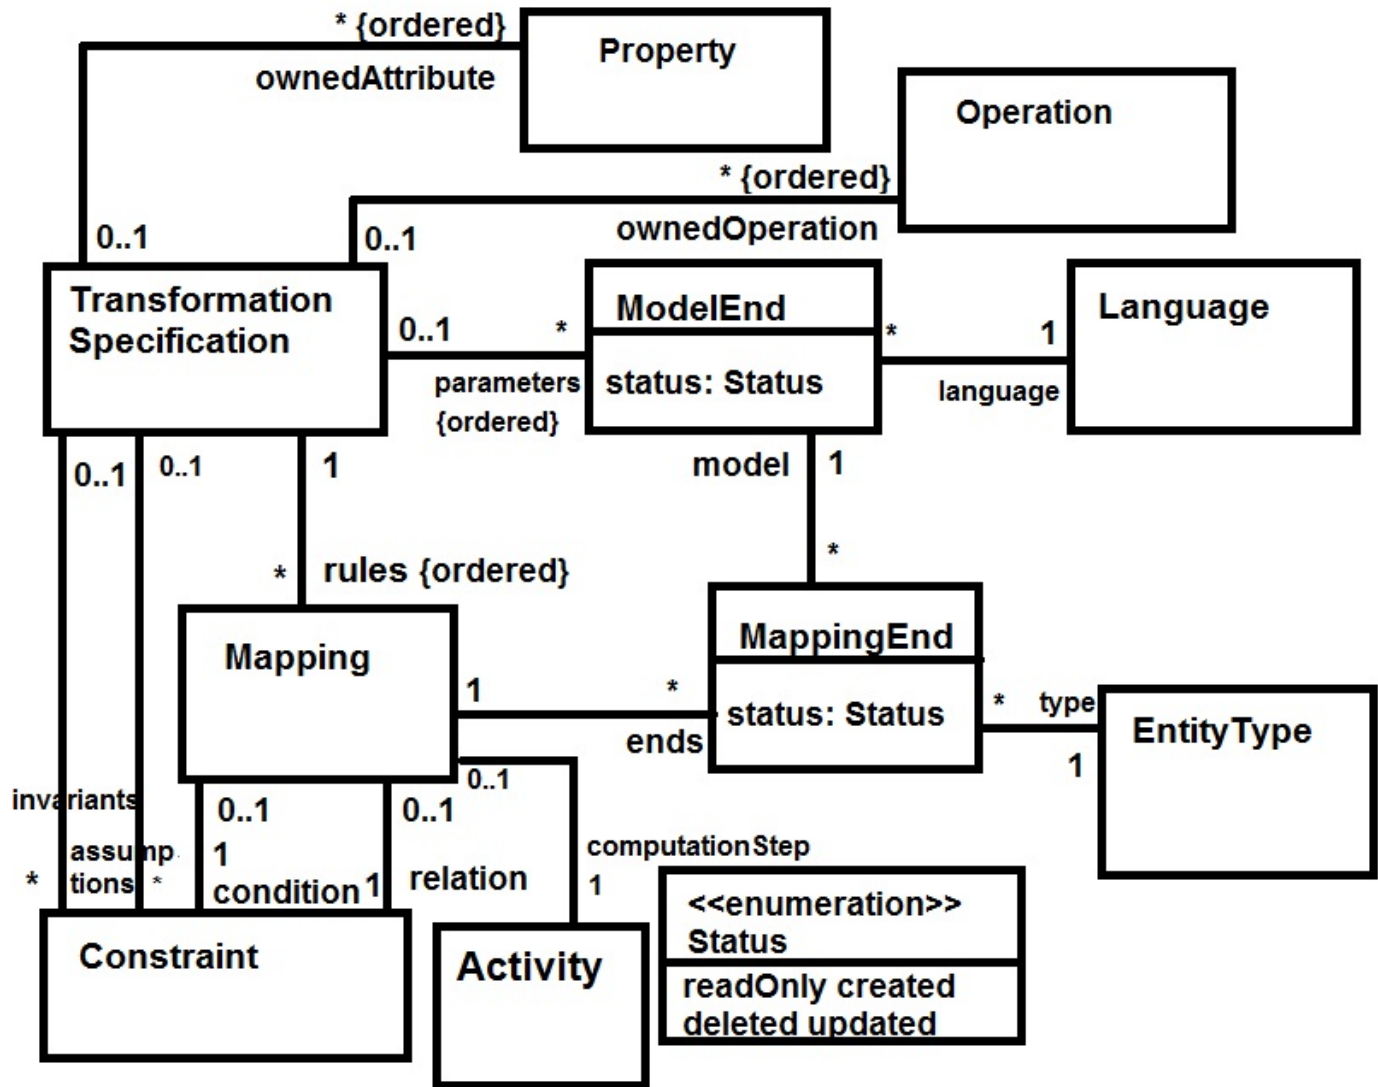 * {ordered}
Property
ownedAttribute
Operation
* {ordered}
0..1
0..1
ownedOperation
Transformation
Specification
0..1
*
parameters
{ordered}
ModelEnd
status: Status
*
1
language
Language
0..1
0..1
1
model
1
*
rules {ordered}
*
Mapping
MappingEnd
status: Status
1
*
ends
*
type
1
EntityType
0..1
invariants
0..1
0..1
assump
tions
*
*
1
condition
1
relation
computationStep
1
<<enumeration>>
Status
readOnly created
deleted updated
Constraint
Activity